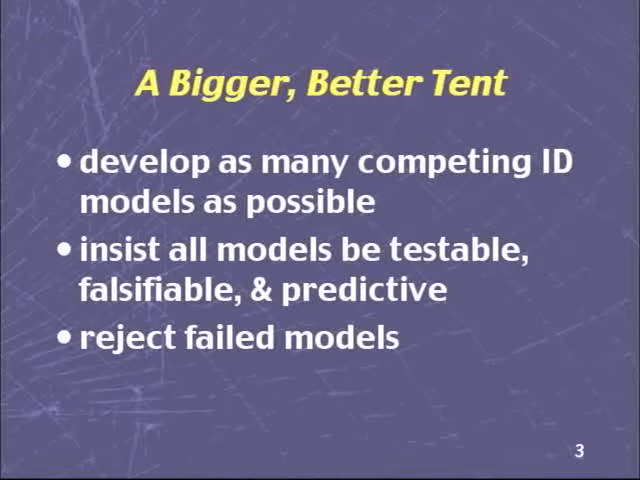 A Bigger, Better Tent
• develop as many competing ID
models as possible
• insist all models be testable,
falsifiable, & predictive
• reject failed models
3